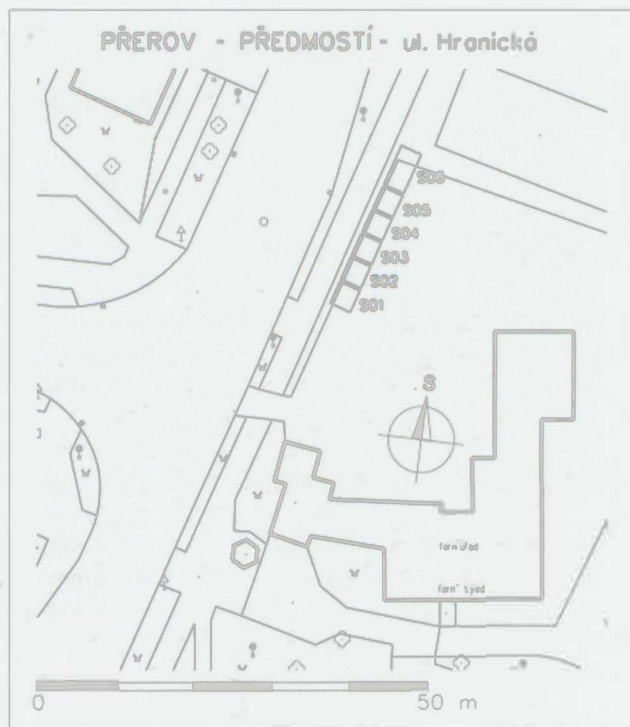 PŘEROV - PŘEDMOSTÍ - ul. Hranická
S06
S05
S04
S03
S02
S01
S
farní úřad
0 50 m